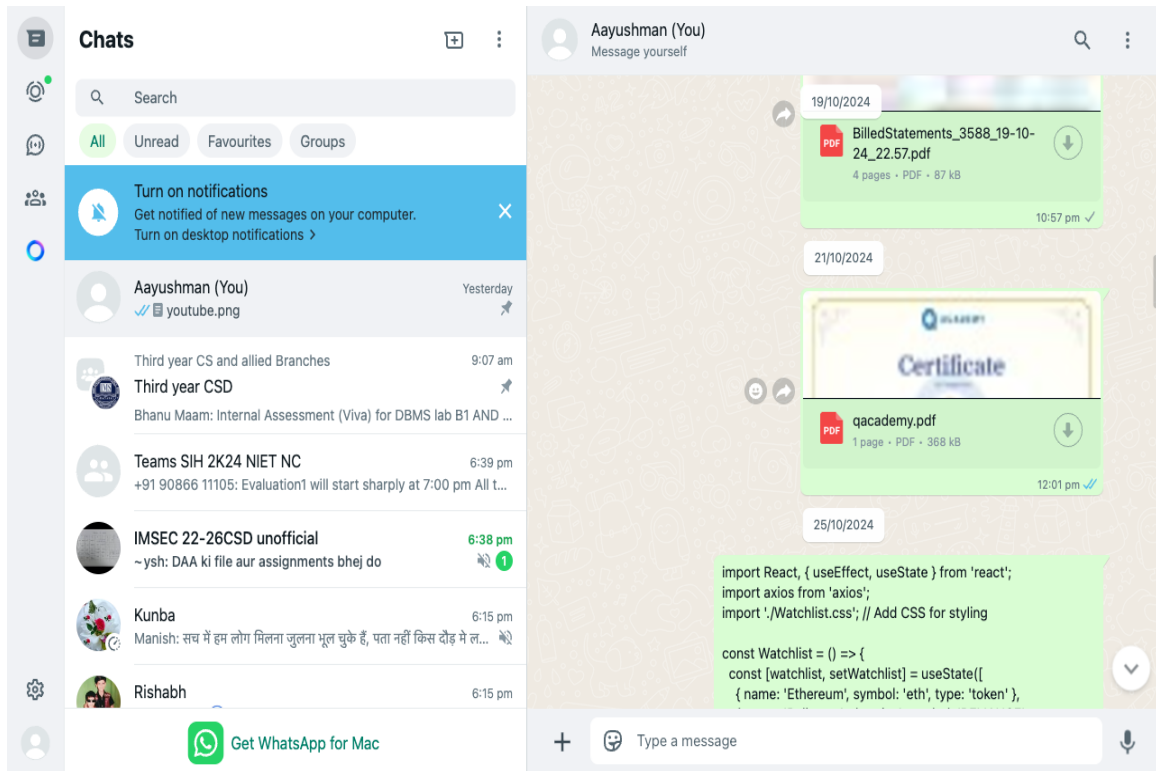 Chats
Search
All
Unread
Favourites
Groups
Turn on notifications
Get notified of new messages on your computer.
Turn on desktop notifications >
Aayushman (You)
Yesterday
youtube.png
Third year CS and allied Branches
9:07 am
Third year CSD
Bhanu Maam: Internal Assessment (Viva) for DBMS lab B1 AND ...
Teams SIH 2K24 NIET NC
6:39 pm
+91 90866 11105: Evaluation1 will start sharply at 7:00 pm All t...
IMSEC 22-26CSD unofficial
6:38 pm
~ysh: DAA ki file aur assignments bhej do
1
Kunba
6:15 pm
Manish: सच में हम लोग मिलना जुलना भूल चुके हैं, पता नहीं किस दौड़ मे ल...
Rishabh
6:15 pm
Get WhatsApp for Mac
Aayushman (You)
Message yourself
19/10/2024
PDF
BilledStatements_3588_19-10-
24_22.57.pdf
4 pages • PDF • 87 kB
10:57 pm
21/10/2024
Certificate
PDF
qacademy.pdf
1 page • PDF • 368 kB
12:01 pm
25/10/2024
import React, { useEffect, useState } from 'react';
import axios from 'axios';
import './Watchlist.css'; // Add CSS for styling
const Watchlist = () => {
const [watchlist, setWatchlist] = useState([
{ name: 'Ethereum', symbol: 'eth', type: 'token' },
Type a message